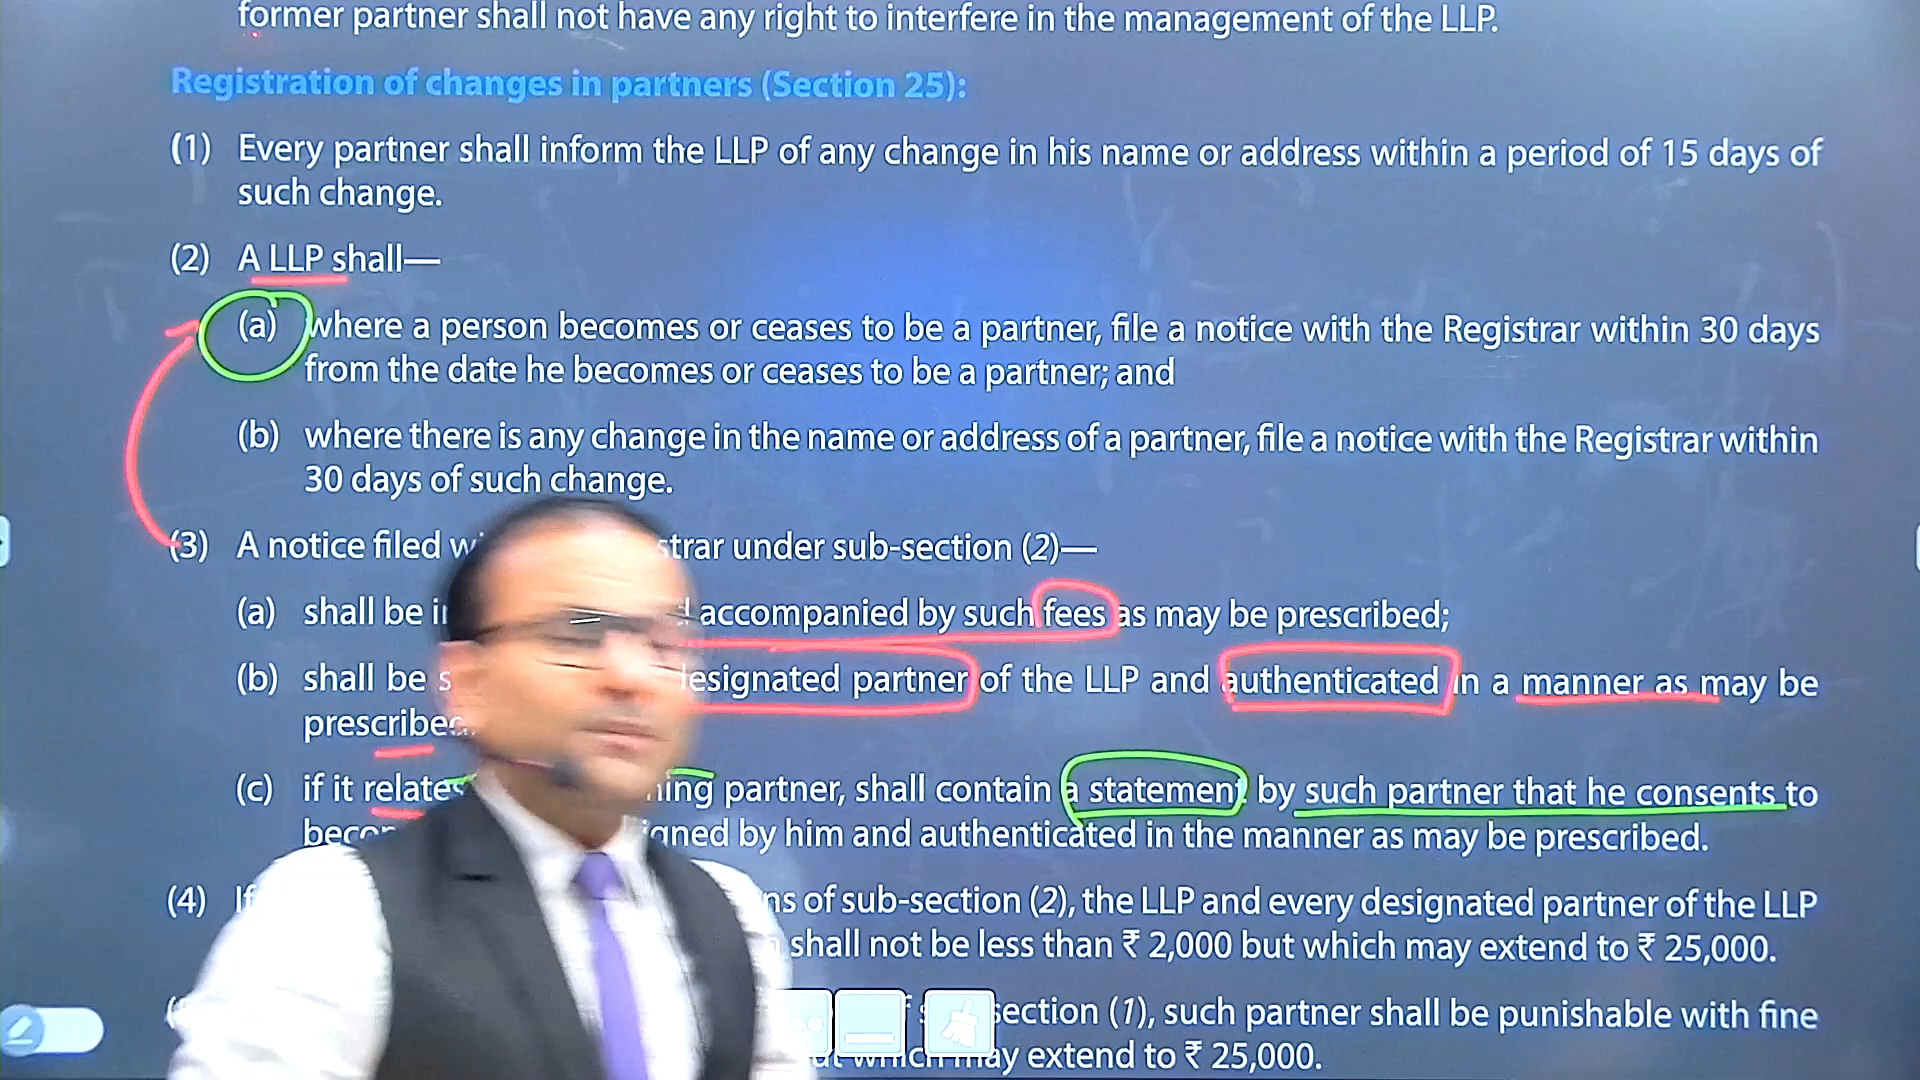 former partner shall not have any right to interfere in the management of the LLP.
Registration of changes in partners (Section 25):
(1) Every partner shall inform the LLP of any change in his name or address within a period of 15 days of
such change.
(2) A LLP shall—
(a) where a person becomes or ceases to be a partner, file a notice with the Registrar within 30 days
from the date he becomes or ceases to be a partner; and
(b) where there is any change in the name or address of a partner, file a notice with the Registrar within
30 days of such change.
(3) A notice filed under sub-section (2)—
(a) shall be accompanied by such fees as may be prescribed;
(b) shall be partner of the LLP and authenticated in a manner as may be
prescribed
(c) if it relates partner, shall contain a statement by such partner that he consents to
by him and authenticated in the manner as may be prescribed.
(4) of sub-section (2), the LLP and every designated partner of the LLP
shall not be less than ₹ 2,000 but which may extend to ₹ 25,000.
section (1), such partner shall be punishable with fine
which may extend to ₹ 25,000.